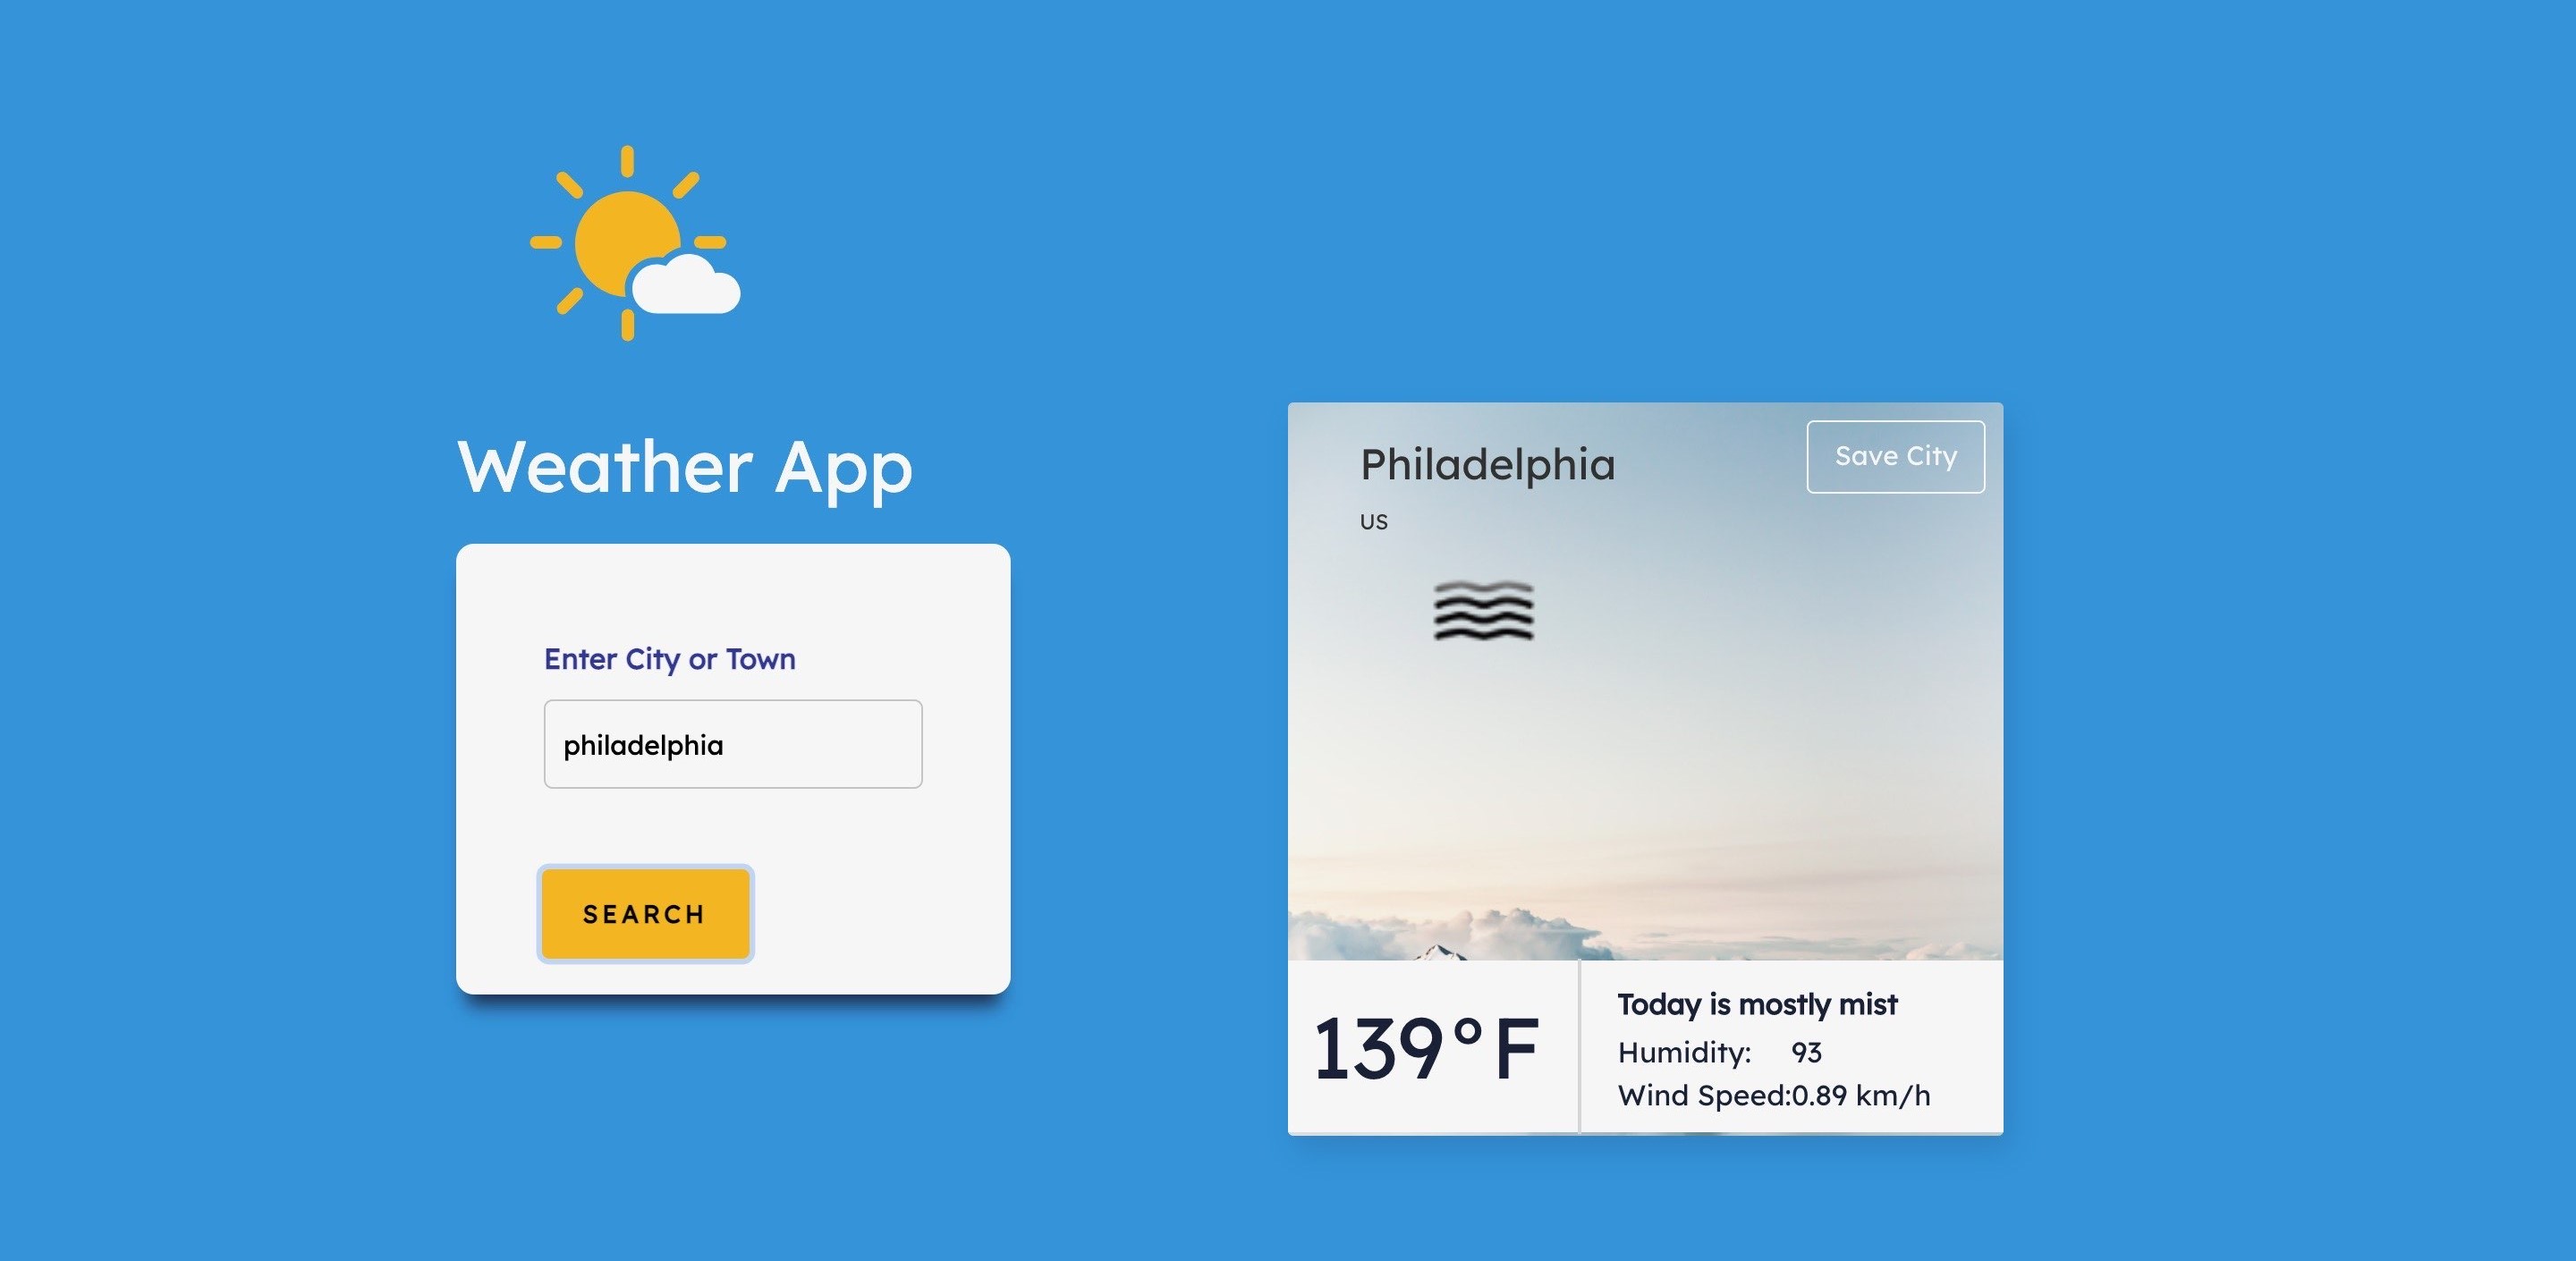 Weather App
Enter City or Town
philadelphia
SEARCH
Philadelphia
Save City
US
139°F
Today is mostly mist
Humidity: 93
Wind Speed:0.89 km/h